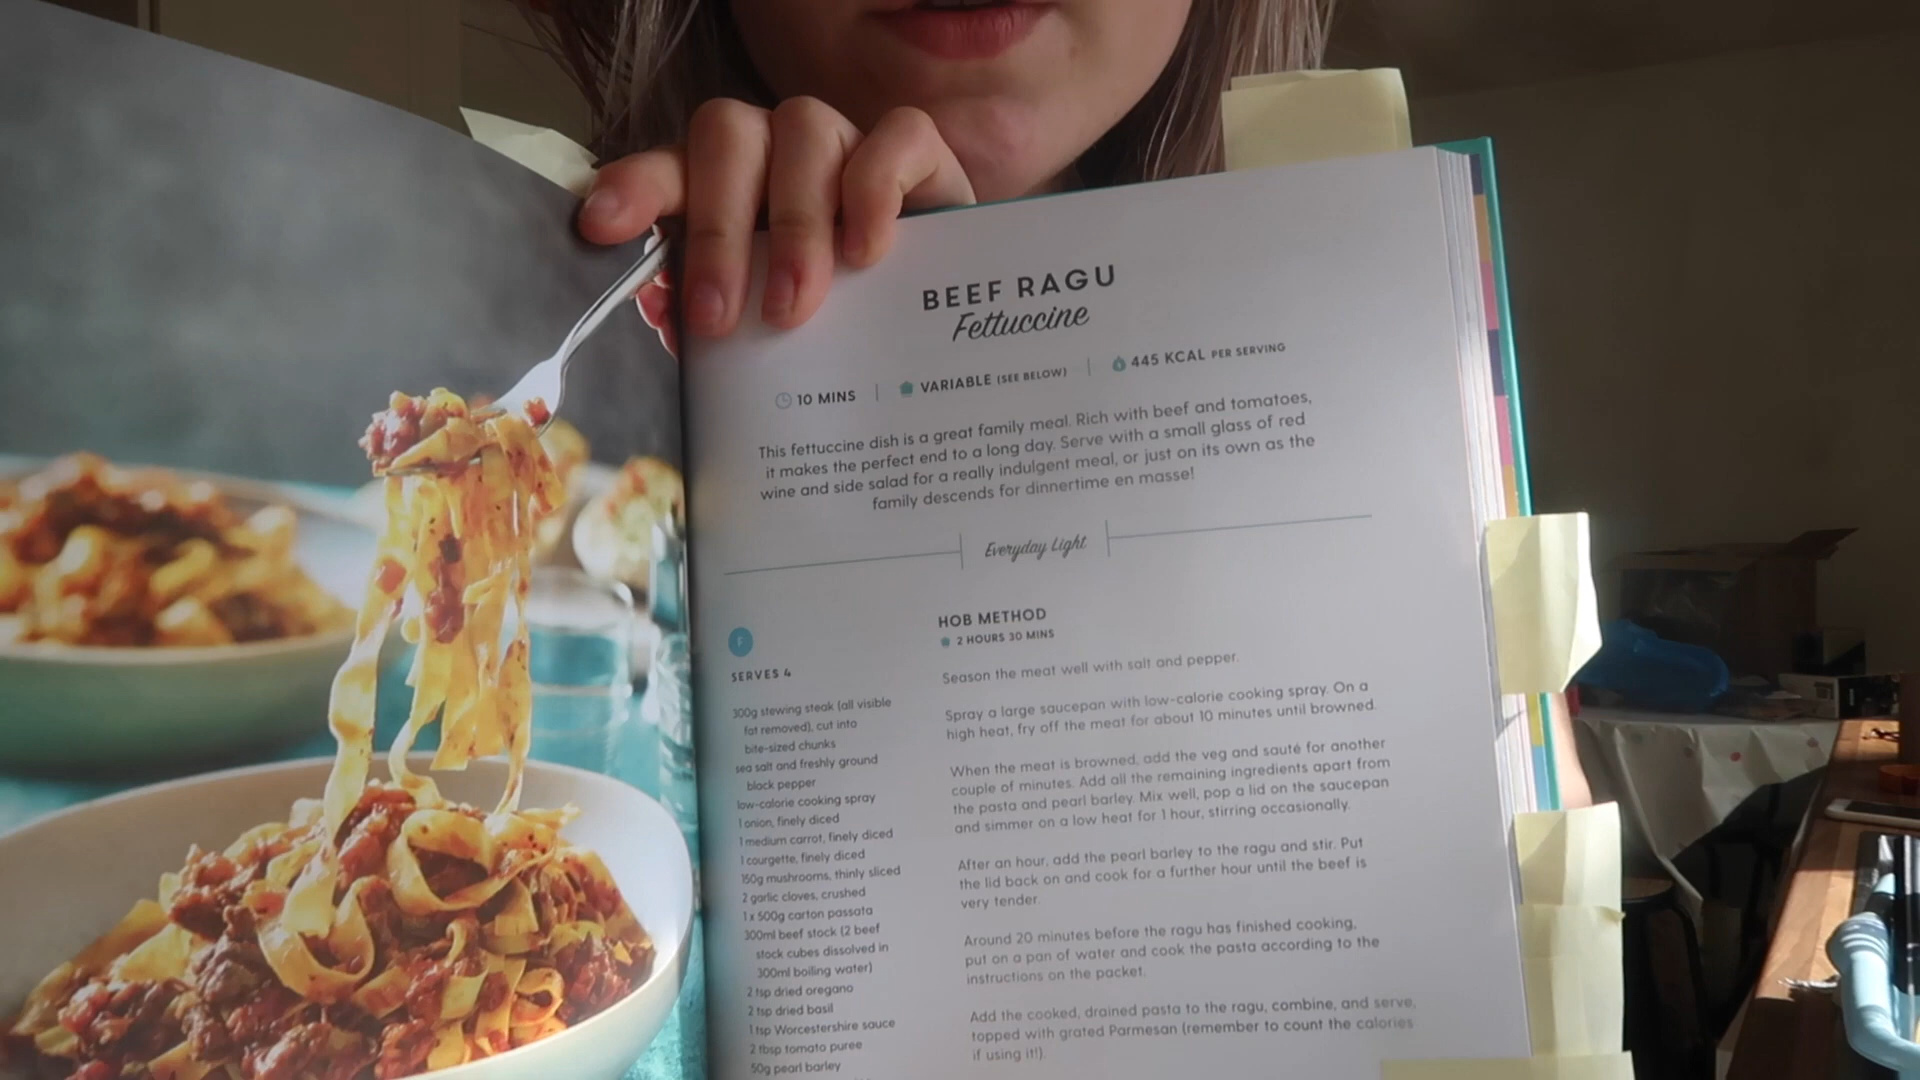 BEEF RAGU
Fettuccine
10 MINS | VARIABLE (SEE BELOW) | 445 KCAL PER SERVING
This fettuccine dish is a great family meal. Rich with beef and tomatoes,
it makes the perfect end to a long day. Serve with a small glass of red
wine and side salad for a really indulgent meal, or just on its own as the
family descends for dinnertime en masse!
Everyday Light
F
SERVES 4
300g stewing steak (all visible
fat removed), cut into
bite-sized chunks
sea salt and freshly ground
black pepper
low-calorie cooking spray
1 onion, finely diced
1 medium carrot, finely diced
1 courgette, finely diced
150g mushrooms, thinly sliced
2 garlic cloves, crushed
1 x 500g carton passata
300ml beef stock (2 beef
stock cubes dissolved in
300ml boiling water)
2 tsp dried oregano
2 tsp dried basil
1 tsp Worcestershire sauce
2 tbsp tomato puree
50g pearl barley
HOB METHOD
2 HOURS 30 MINS
Season the meat well with salt and pepper.
Spray a large saucepan with low-calorie cooking spray. On a
high heat, fry off the meat for about 10 minutes until browned.
When the meat is browned, add the veg and sauté for another
couple of minutes. Add all the remaining ingredients apart from
the pasta and pearl barley. Mix well, pop a lid on the saucepan
and simmer on a low heat for 1 hour, stirring occasionally.
After an hour, add the pearl barley to the ragu and stir. Put
the lid back on and cook for a further hour until the beef is
very tender.
Around 20 minutes before the ragu has finished cooking,
put on a pan of water and cook the pasta according to the
instructions on the packet.
Add the cooked, drained pasta to the ragu, combine, and serve,
topped with grated Parmesan (remember to count the calories
if using it!).